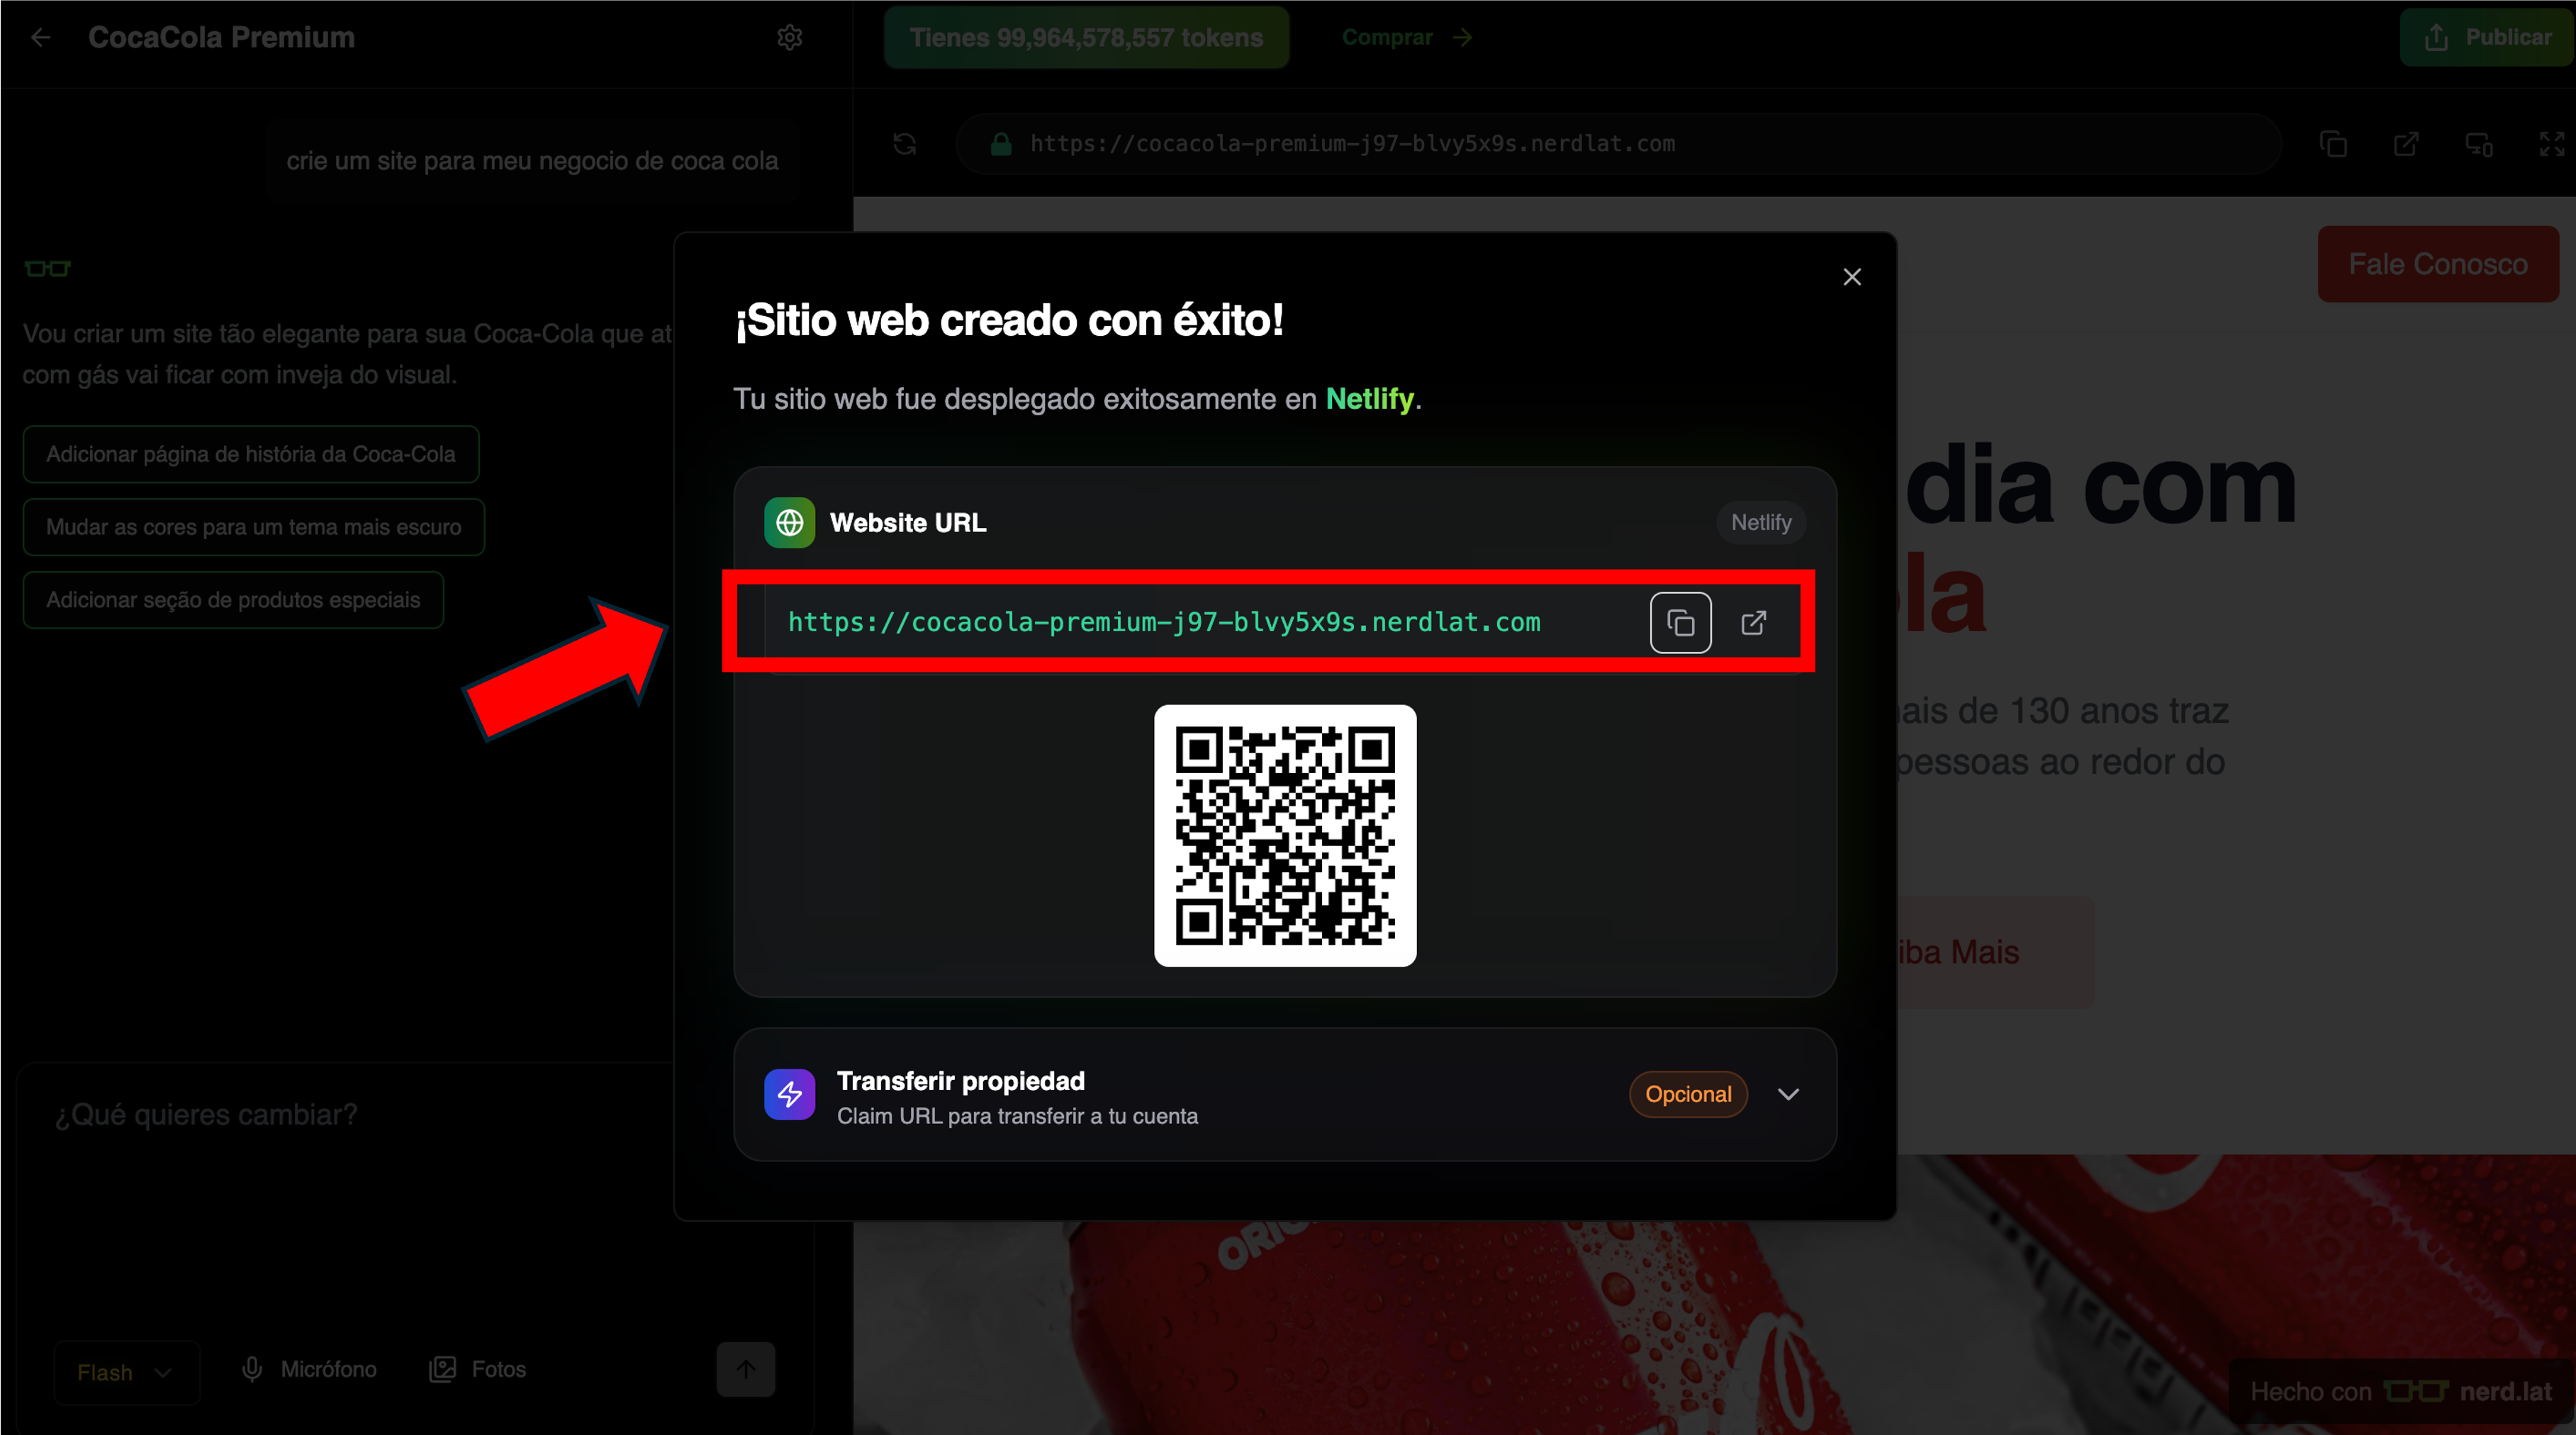 CocaCola Premium
Tienes 99,964,578,557 tokens
Comprar
Publicar
https://cocacola-premium-j97-blvy5x9s.nerdlat.com
crie um site para meu negocio de coca cola
Vou criar um site tão elegante para sua Coca-Cola que at
com gás vai ficar com inveja do visual.
Adicionar página de história da Coca-Cola
Mudar as cores para um tema mais escuro
Adicionar seção de produtos especiais
¿Qué quieres cambiar?
Flash
Micrófono
Fotos
¡Sitio web creado con éxito!
Tu sitio web fue desplegado exitosamente en Netlify.
Website URL
Netlify
https://cocacola-premium-j97-blvy5x9s.nerdlat.com
Transferir propiedad
Claim URL para transferir a tu cuenta
Opcional
Fale Conosco
dia com
la
ais de 130 anos traz
pessoas ao redor do
iba Mais
Hecho con nerd.lat